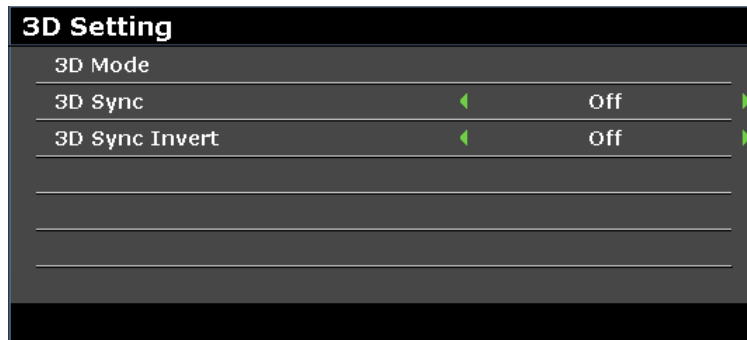 3D Setting
3D Mode
3D Sync Off
3D Sync Invert Off